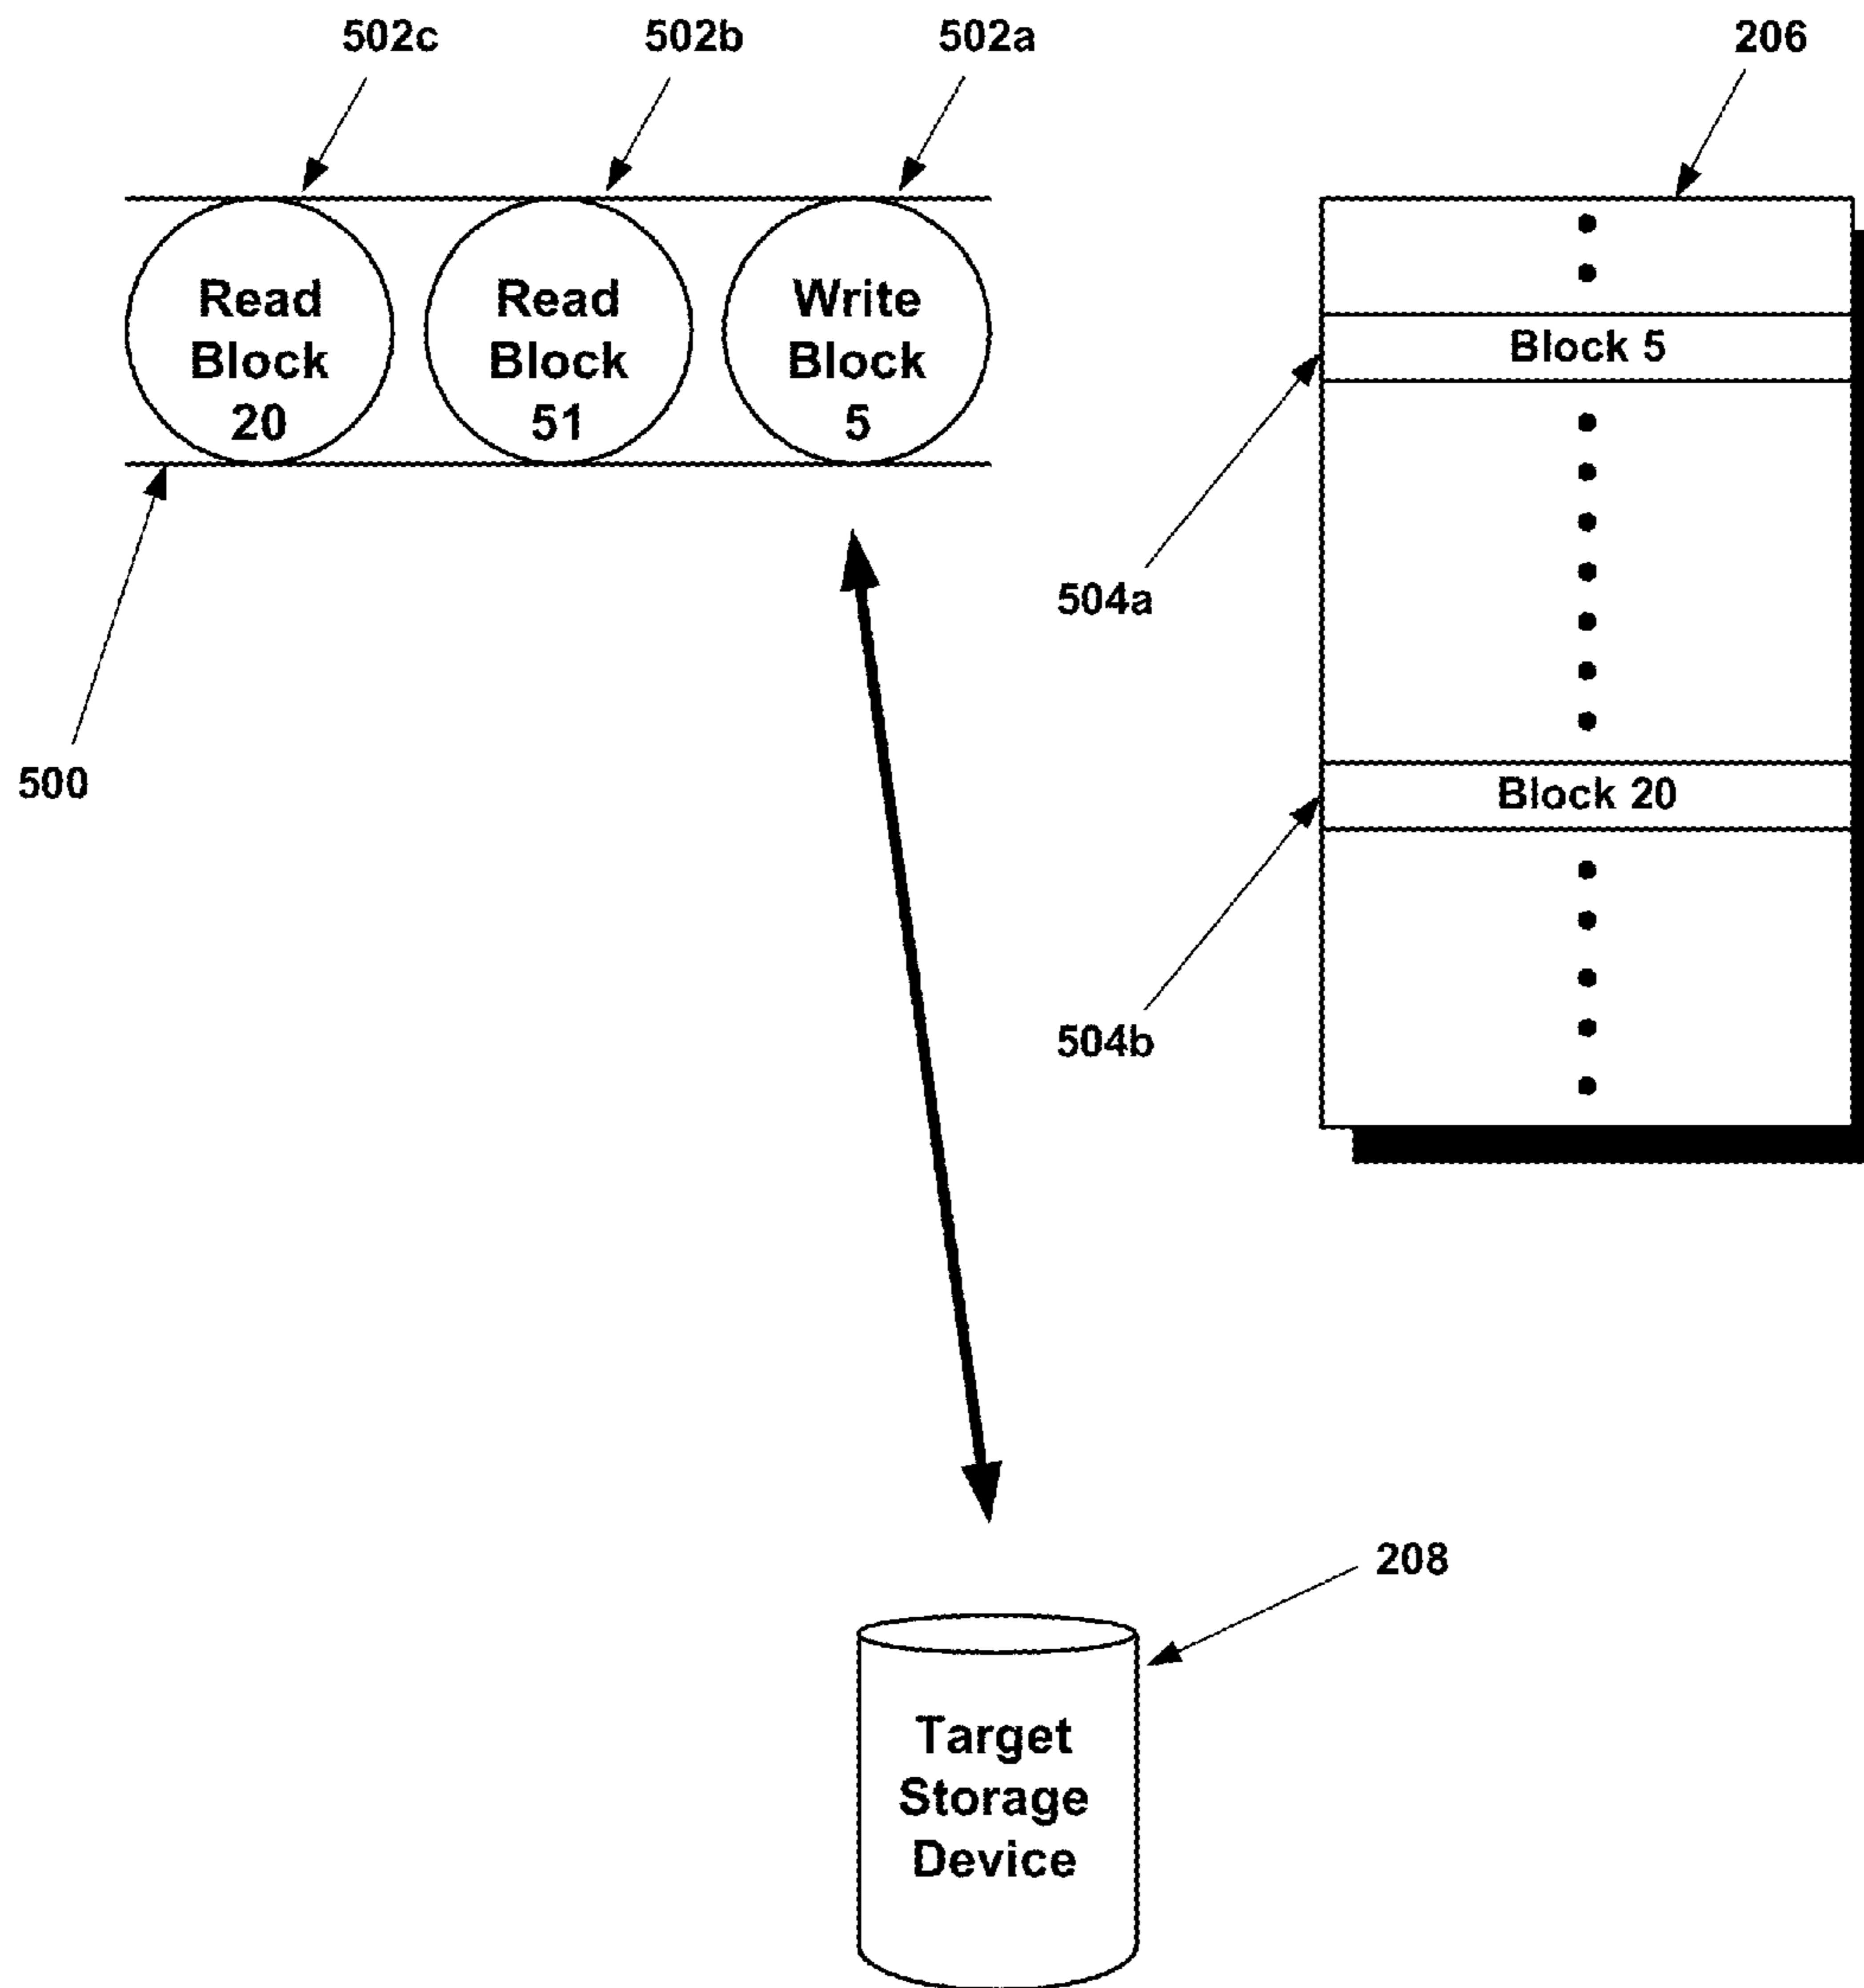 502c
502b
502a
206
Read
Block
20
Read
Block
51
Write
Block
5
Block 5
504a
500
Block 20
504b
208
Target
Storage
Device